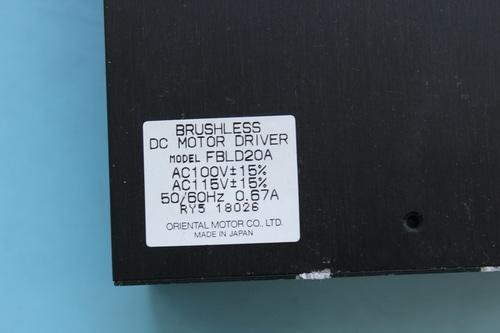 BRUSHLESS
DC MOTOR DRIVER
MODEL FBLD20A
AC100V±15%
AC115V±15%
50/60Hz 0.67A
RY5 18026
ORIENTAL MOTOR CO., LTD.
MADE IN JAPAN